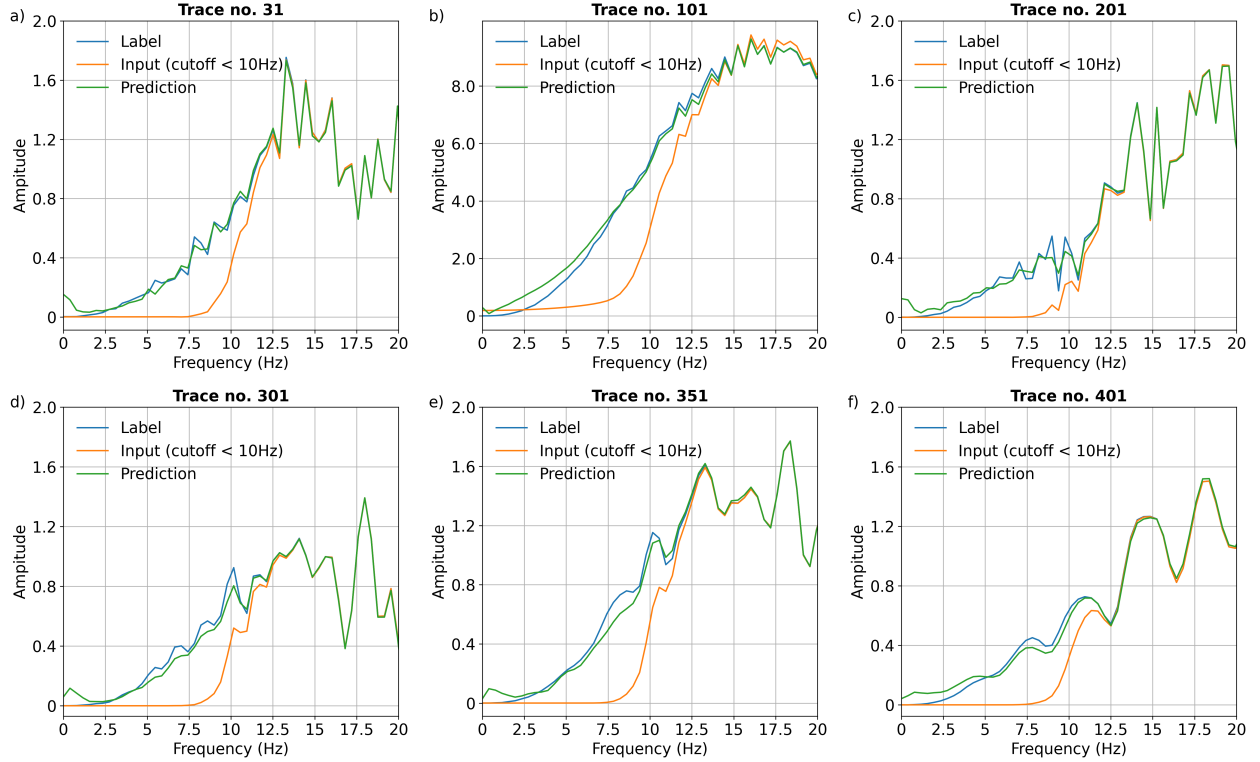 a) Trace no. 31
2.0
1.6
1.2
0.8
0.4
0
Ampitude
Label
Input (cutoff < 10Hz)
Prediction
0 2.5 5 7.5 10 12.5 15 17.5 20
Frequency (Hz)
b) Trace no. 101
8.0
6.0
4.0
2.0
0
Ampitude
Label
Input (cutoff < 10Hz)
Prediction
0 2.5 5 7.5 10 12.5 15 17.5 20
Frequency (Hz)
c) Trace no. 201
2.0
1.6
1.2
0.8
0.4
0
Ampitude
Label
Input (cutoff < 10Hz)
Prediction
0 2.5 5 7.5 10 12.5 15 17.5 20
Frequency (Hz)
d) Trace no. 301
2.0
1.6
1.2
0.8
0.4
0
Ampitude
Label
Input (cutoff < 10Hz)
Prediction
0 2.5 5 7.5 10 12.5 15 17.5 20
Frequency (Hz)
e) Trace no. 351
2.0
1.6
1.2
0.8
0.4
0
Ampitude
Label
Input (cutoff < 10Hz)
Prediction
0 2.5 5 7.5 10 12.5 15 17.5 20
Frequency (Hz)
f) Trace no. 401
2.0
1.6
1.2
0.8
0.4
0
Ampitude
Label
Input (cutoff < 10Hz)
Prediction
0 2.5 5 7.5 10 12.5 15 17.5 20
Frequency (Hz)